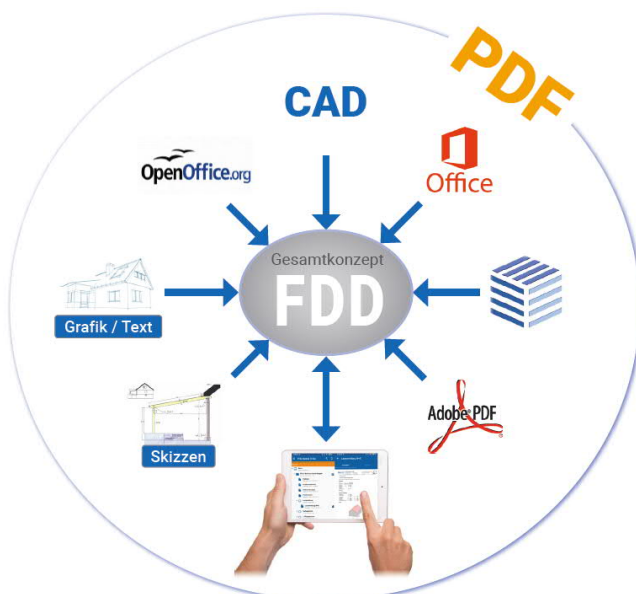 PDF
CAD
OpenOffice.org
Office
Gesamtkonzept
FDD
Grafik / Text
Skizzen
Adobe PDF